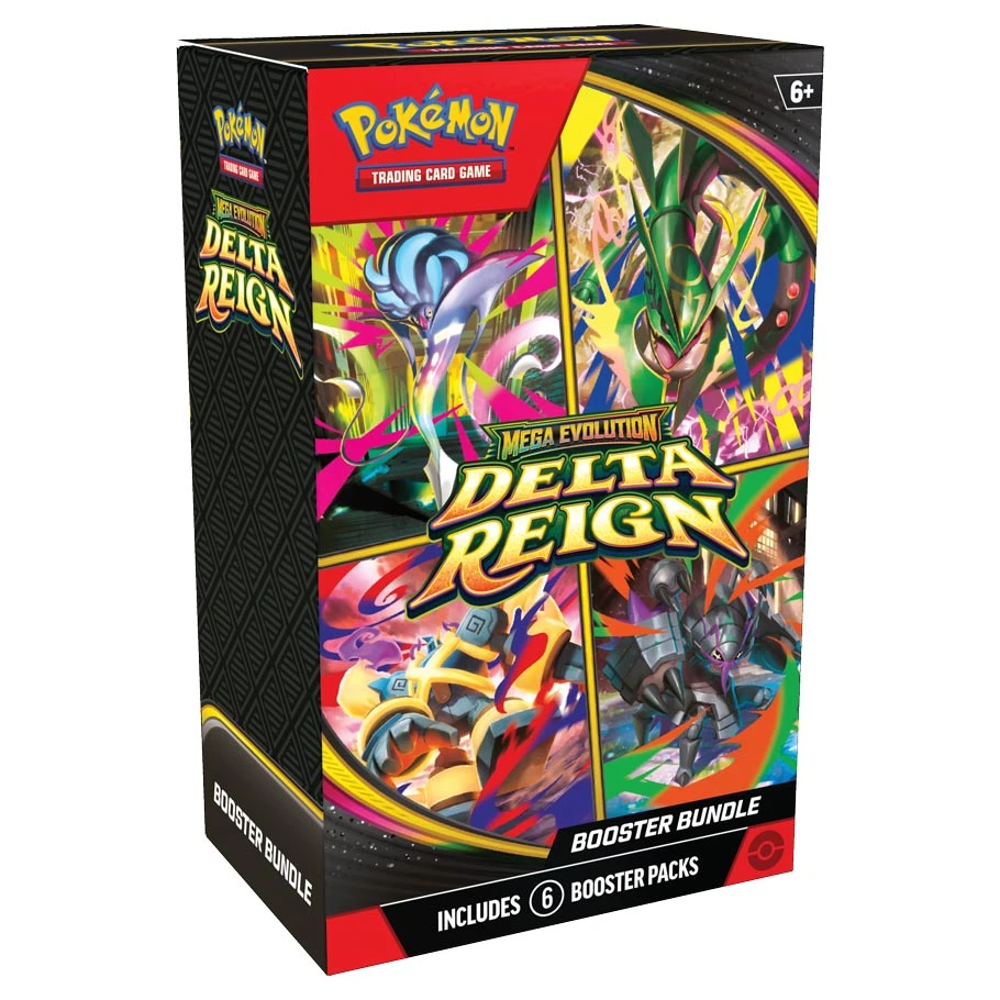 POKéMON
TRADING CARD GAME
MEGA EVOLUTION
DELTA
REIGN
BOOSTER BUNDLE
6+
POKéMON
TRADING CARD GAME
MEGA EVOLUTION
DELTA
REIGN
BOOSTER BUNDLE
INCLUDES 6 BOOSTER PACKS